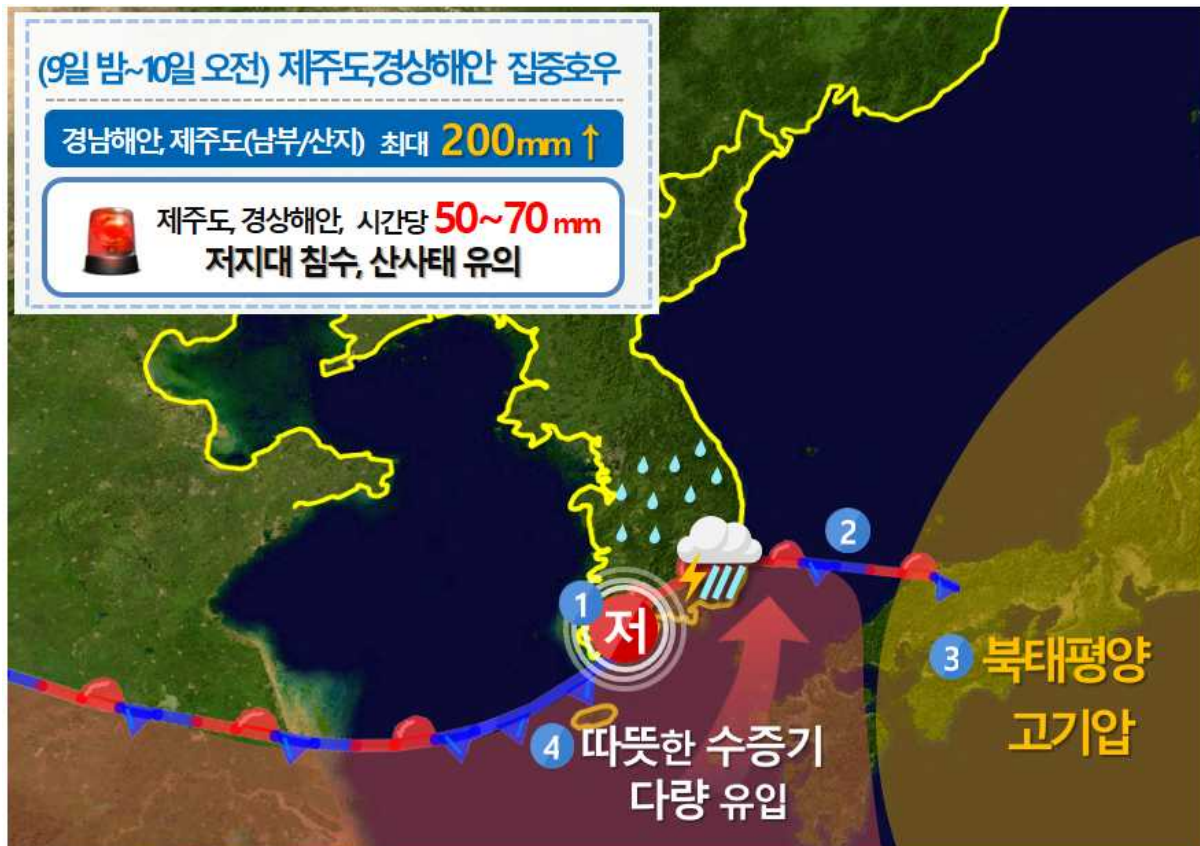 (9일 밤~10일 오전) 제주도,경상해안 집중호우
경남해안, 제주도(남부/산지) 최대 200mm ↑
제주도, 경상해안, 시간당 50~70 mm
저지대 침수, 산사태 유의
2
1
저
3 북태평양
고기압
4 따뜻한 수증기
다량 유입